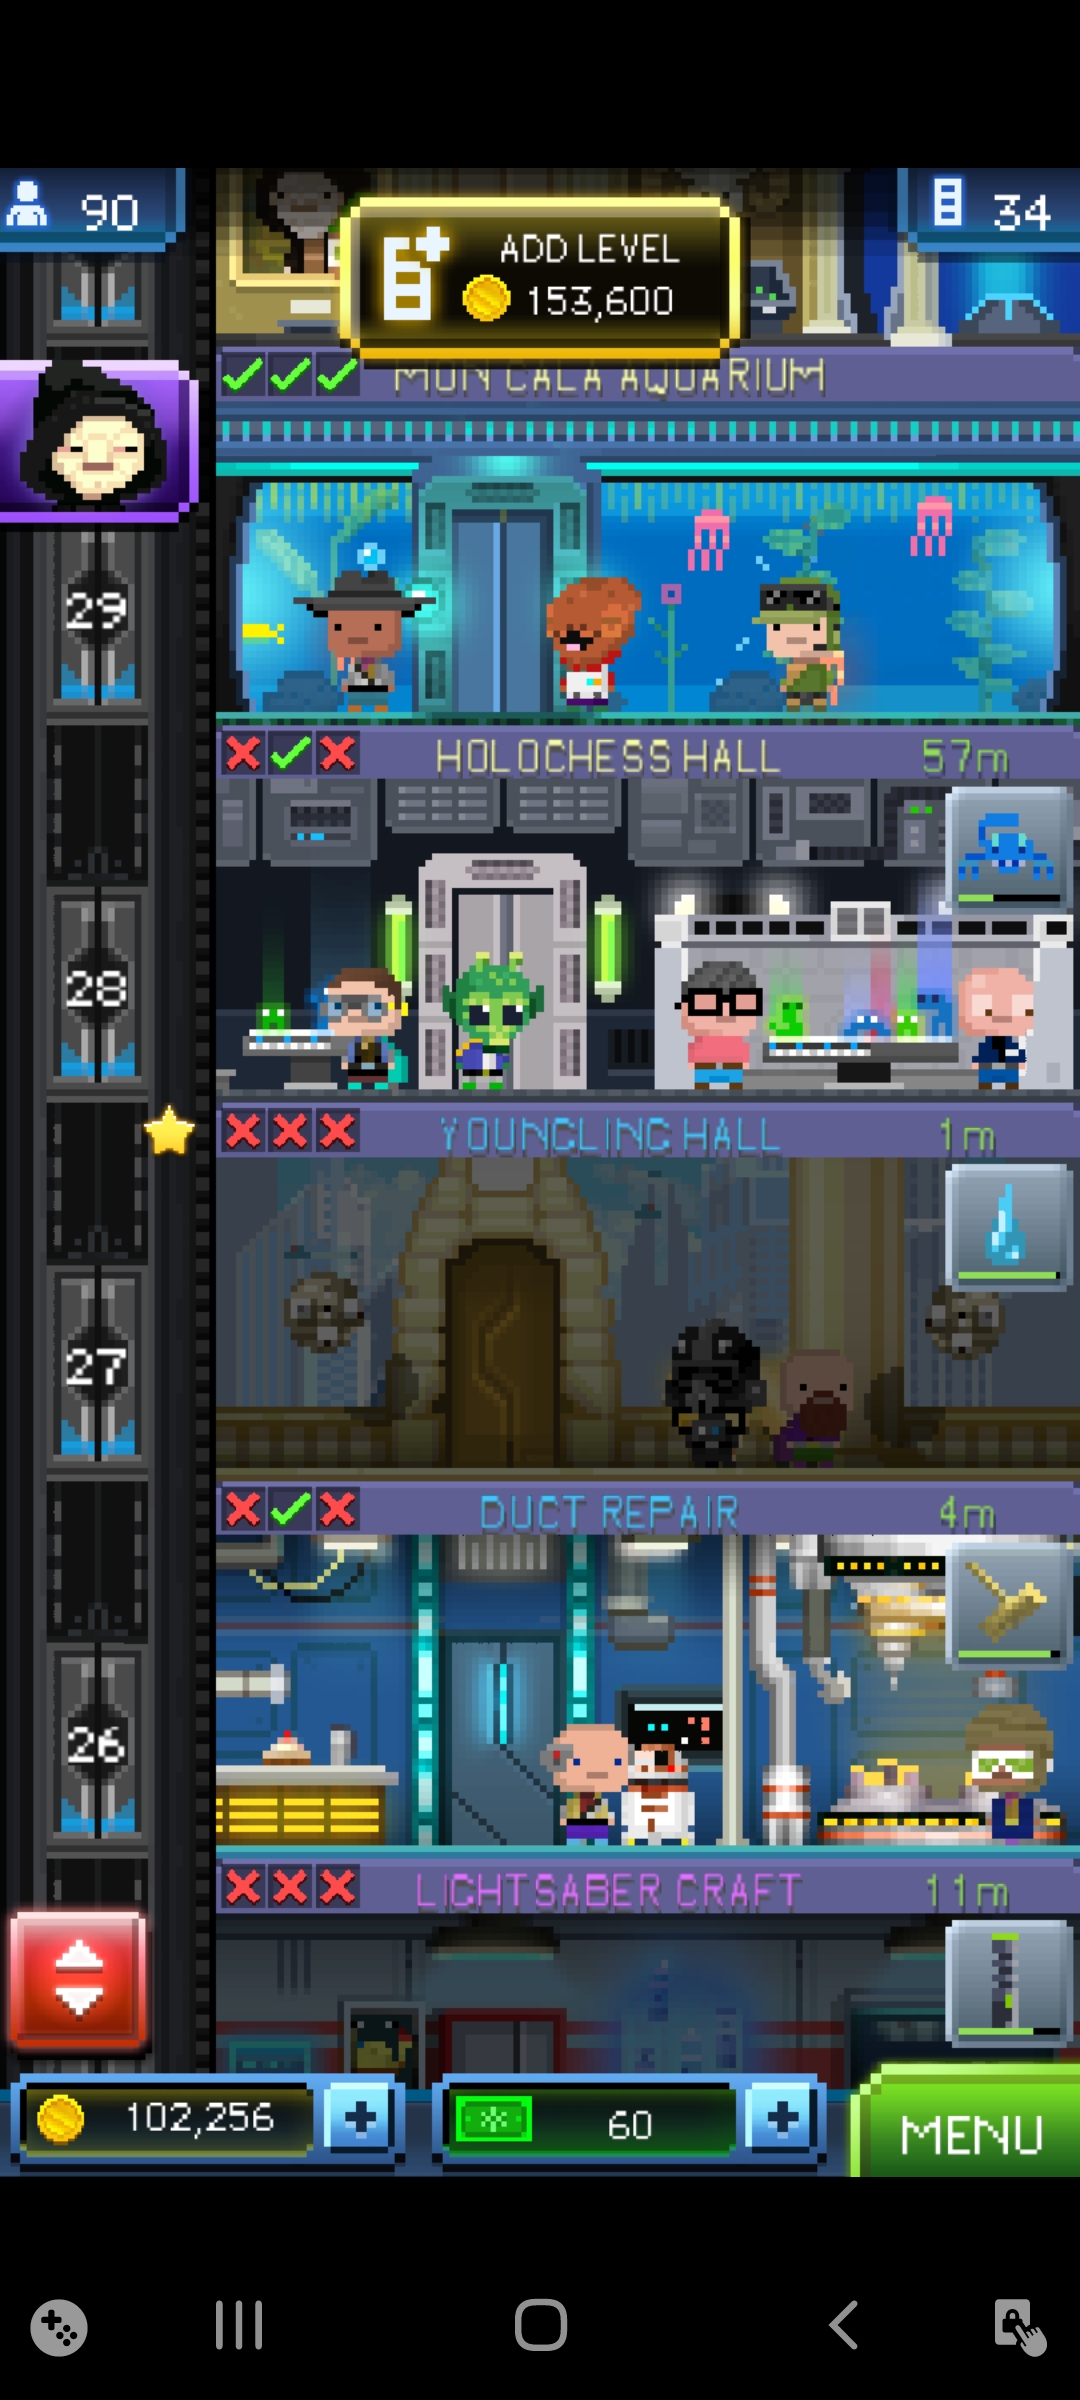 90
ADD LEVEL
153,600
34
MON CALA AQUARIUM
29
HOLOCHESS HALL
57m
28
YOUNGLING HALL
1m
27
DUCT REPAIR
4m
26
LIGHTSABER CRAFT
11m
102,256
60
MENU